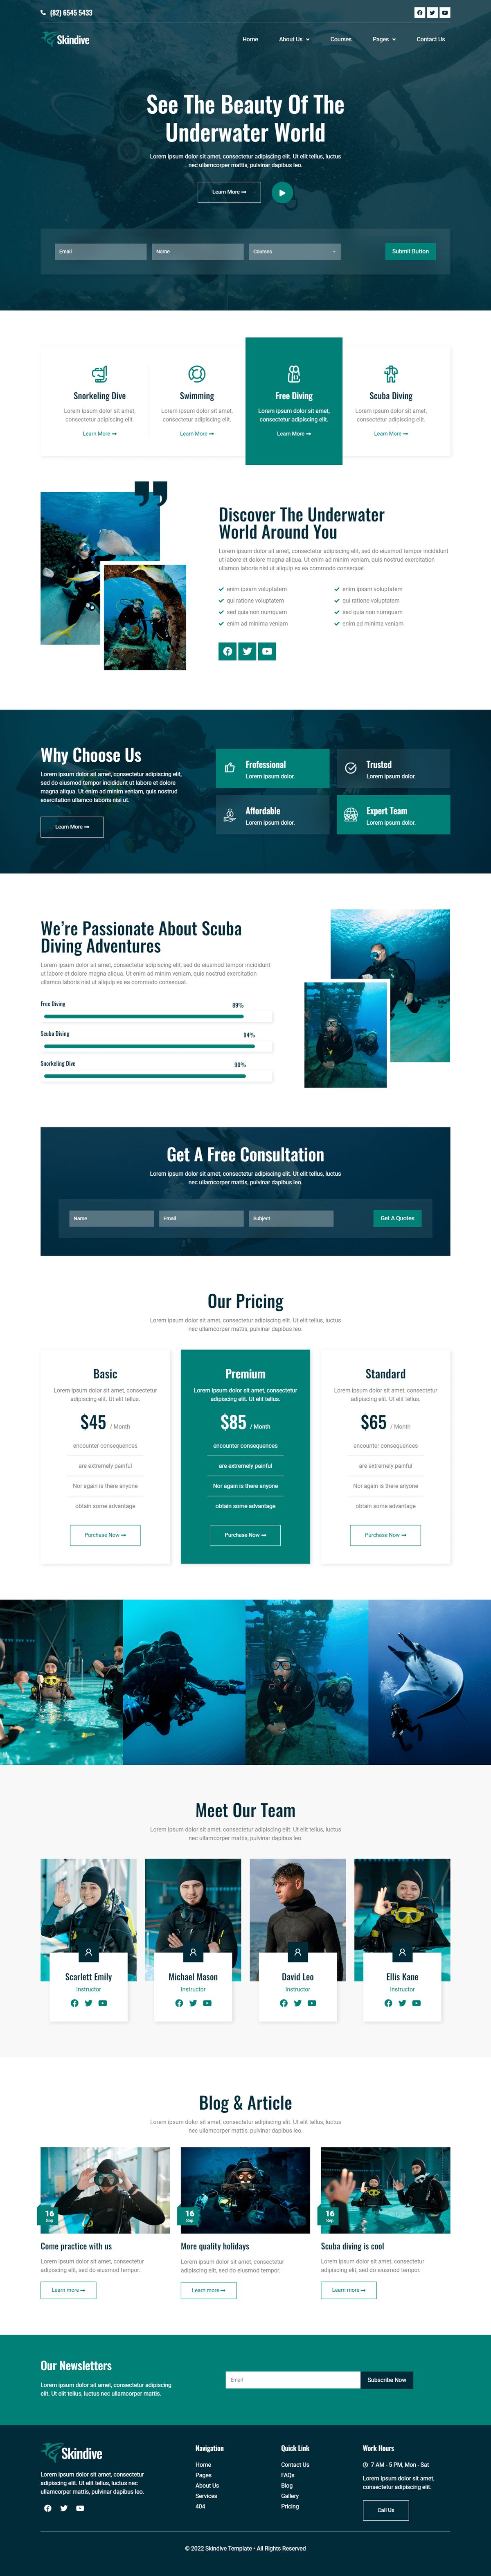 (82) 6545 5433
Skindive
Home
About Us
Courses
Pages
Contact Us
See The Beauty Of The
Underwater World
Lorem ipsum dolor sit amet, consectetur adipiscing elit. Ut elit tellus, luctus
nec ullamcorper mattis, pulvinar dapibus leo.
Learn More
Email
Name
Courses
Submit Button
Snorkeling Dive
Lorem ipsum dolor sit amet,
consectetur adipiscing elit.
Learn More
Swimming
Lorem ipsum dolor sit amet,
consectetur adipiscing elit.
Learn More
Free Diving
Lorem ipsum dolor sit amet,
consectetur adipiscing elit.
Learn More
Scuba Diving
Lorem ipsum dolor sit amet,
consectetur adipiscing elit.
Learn More
Discover The Underwater
World Around You
Lorem ipsum dolor sit amet, consectetur adipiscing elit, sed do eiusmod tempor incididunt
ut labore et dolore magna aliqua. Ut enim ad minim veniam, quis nostrud exercitation
ullamco laboris nisi ut aliquip ex ea commodo consequat.
enim ipsam voluptatem
qui ratione voluptatem
sed quia non numquam
enim ad minima veniam
enim ipsam voluptatem
qui ratione voluptatem
sed quia non numquam
enim ad minima veniam
Why Choose Us
Lorem ipsum dolor sit amet, consectetur adipiscing elit,
sed do eiusmod tempor incididunt ut labore et dolore
magna aliqua. Ut enim ad minim veniam, quis nostrud
exercitation ullamco laboris nisi ut.
Learn More
Frofessional
Lorem ipsum dolor.
Trusted
Lorem ipsum dolor.
Affordable
Lorem ipsum dolor.
Expert Team
Lorem ipsum dolor.
We're Passionate About Scuba
Diving Adventures
Lorem ipsum dolor sit amet, consectetur adipiscing elit, sed do eiusmod tempor incididunt
ut labore et dolore magna aliqua. Ut enim ad minim veniam, quis nostrud exercitation
ullamco laboris nisi ut aliquip ex ea commodo consequat.
Free Diving
89%
Scuba Diving
94%
Snorkeling Dive
90%
Get A Free Consultation
Lorem ipsum dolor sit amet, consectetur adipiscing elit. Ut elit tellus, luctus
nec ullamcorper mattis, pulvinar dapibus leo.
Name
Email
Subject
Get A Quotes
Our Pricing
Lorem ipsum dolor sit amet, consectetur adipiscing elit. Ut elit tellus, luctus
nec ullamcorper mattis, pulvinar dapibus leo.
Basic
Lorem ipsum dolor sit amet, consectetur
adipiscing elit. Ut elit tellus.
$45 / Month
encounter consequences
are extremely painful
Nor again is there anyone
obtain some advantage
Purchase Now
Premium
Lorem ipsum dolor sit amet, consectetur
adipiscing elit. Ut elit tellus.
$85 / Month
encounter consequences
are extremely painful
Nor again is there anyone
obtain some advantage
Purchase Now
Standard
Lorem ipsum dolor sit amet, consectetur
adipiscing elit. Ut elit tellus.
$65 / Month
encounter consequences
are extremely painful
Nor again is there anyone
obtain some advantage
Purchase Now
Meet Our Team
Lorem ipsum dolor sit amet, consectetur adipiscing elit. Ut elit tellus, luctus
nec ullamcorper mattis, pulvinar dapibus leo.
Scarlett Emily
Instructor
Michael Mason
Instructor
David Leo
Instructor
Ellis Kane
Instructor
Blog & Article
Lorem ipsum dolor sit amet, consectetur adipiscing elit. Ut elit tellus, luctus
nec ullamcorper mattis, pulvinar dapibus leo.
16
Sep
Come practice with us
Lorem ipsum dolor sit amet, consectetur
adipiscing elit, sed do eiusmod tempor.
Learn more
16
Sep
More quality holidays
Lorem ipsum dolor sit amet, consectetur
adipiscing elit, sed do eiusmod tempor.
Learn more
16
Sep
Scuba diving is cool
Lorem ipsum dolor sit amet, consectetur
adipiscing elit, sed do eiusmod tempor.
Learn more
Our Newsletters
Lorem ipsum dolor sit amet, consectetur adipiscing
elit. Ut elit tellus, luctus nec ullamcorper mattis.
Email
Subscribe Now
Skindive
Lorem ipsum dolor sit amet, consectetur
adipiscing elit. Ut elit tellus, luctus nec
ullamcorper mattis, pulvinar dapibus leo.
Navigation
Home
Pages
About Us
Services
404
Quick Link
Contact Us
FAQs
Blog
Gallery
Pricing
Work Hours
7 AM - 5 PM, Mon - Sat
Lorem ipsum dolor sit amet,
consectetur adipiscing elit.
Call Us
© 2022 Skindive Template • All Rights Reserved